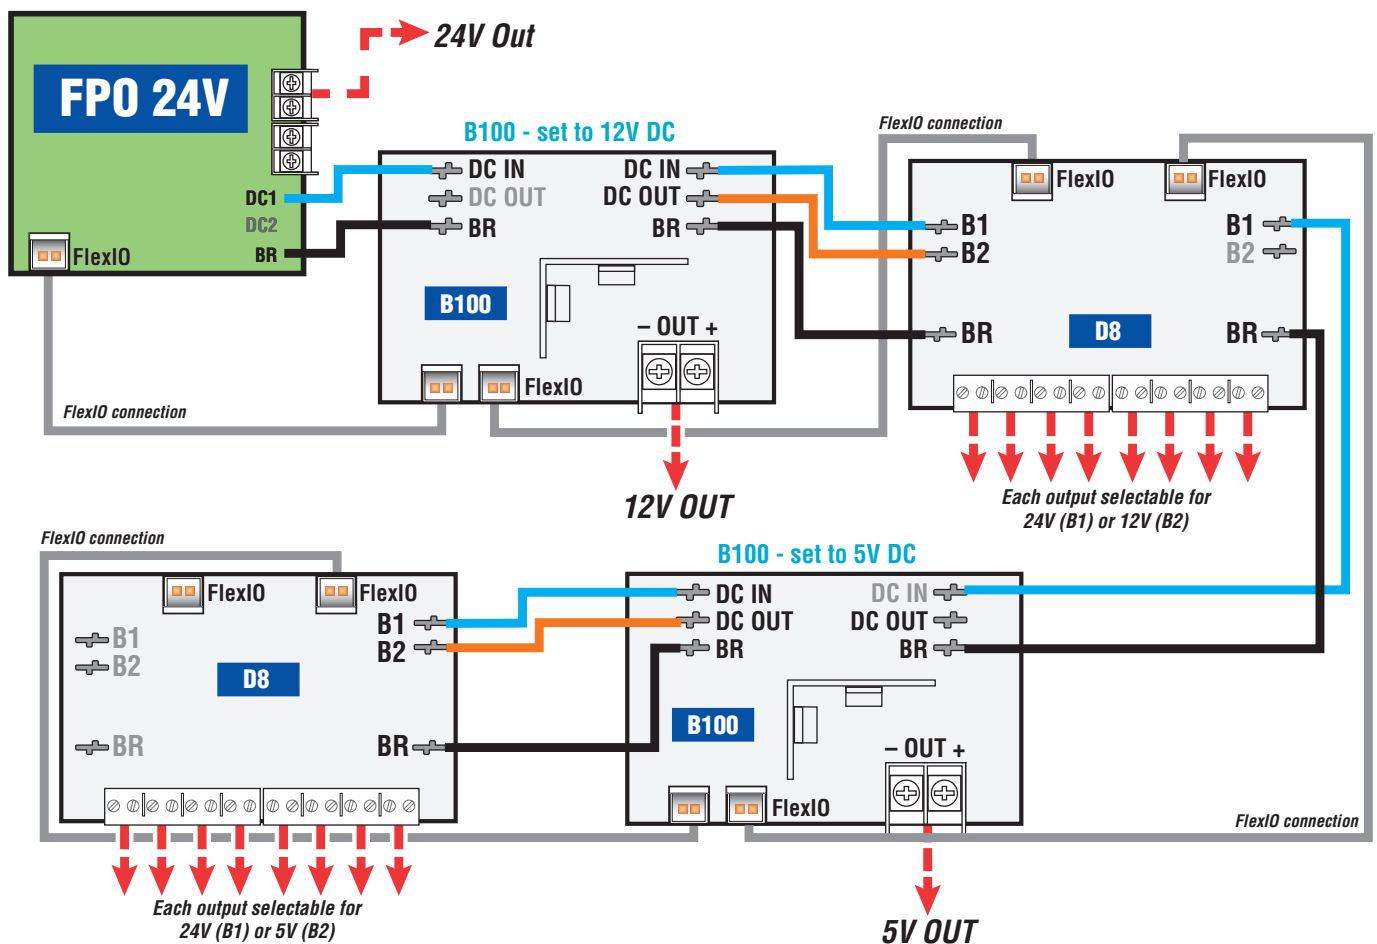 24V Out
FPO 24V
DC1
DC2
BR
FlexIO
FlexIO connection
B100 - set to 12V DC
DC IN
DC OUT
BR
DC IN
DC OUT
BR
B100
– OUT +
FlexIO
12V OUT
FlexIO connection
FlexIO
FlexIO
B1
B2
BR
B1
B2
BR
D8
Each output selectable for
24V (B1) or 12V (B2)
FlexIO connection
FlexIO
FlexIO
B1
B2
BR
B1
B2
BR
D8
Each output selectable for
24V (B1) or 5V (B2)
B100 - set to 5V DC
DC IN
DC OUT
BR
DC IN
DC OUT
BR
B100
– OUT +
FlexIO
5V OUT
FlexIO connection